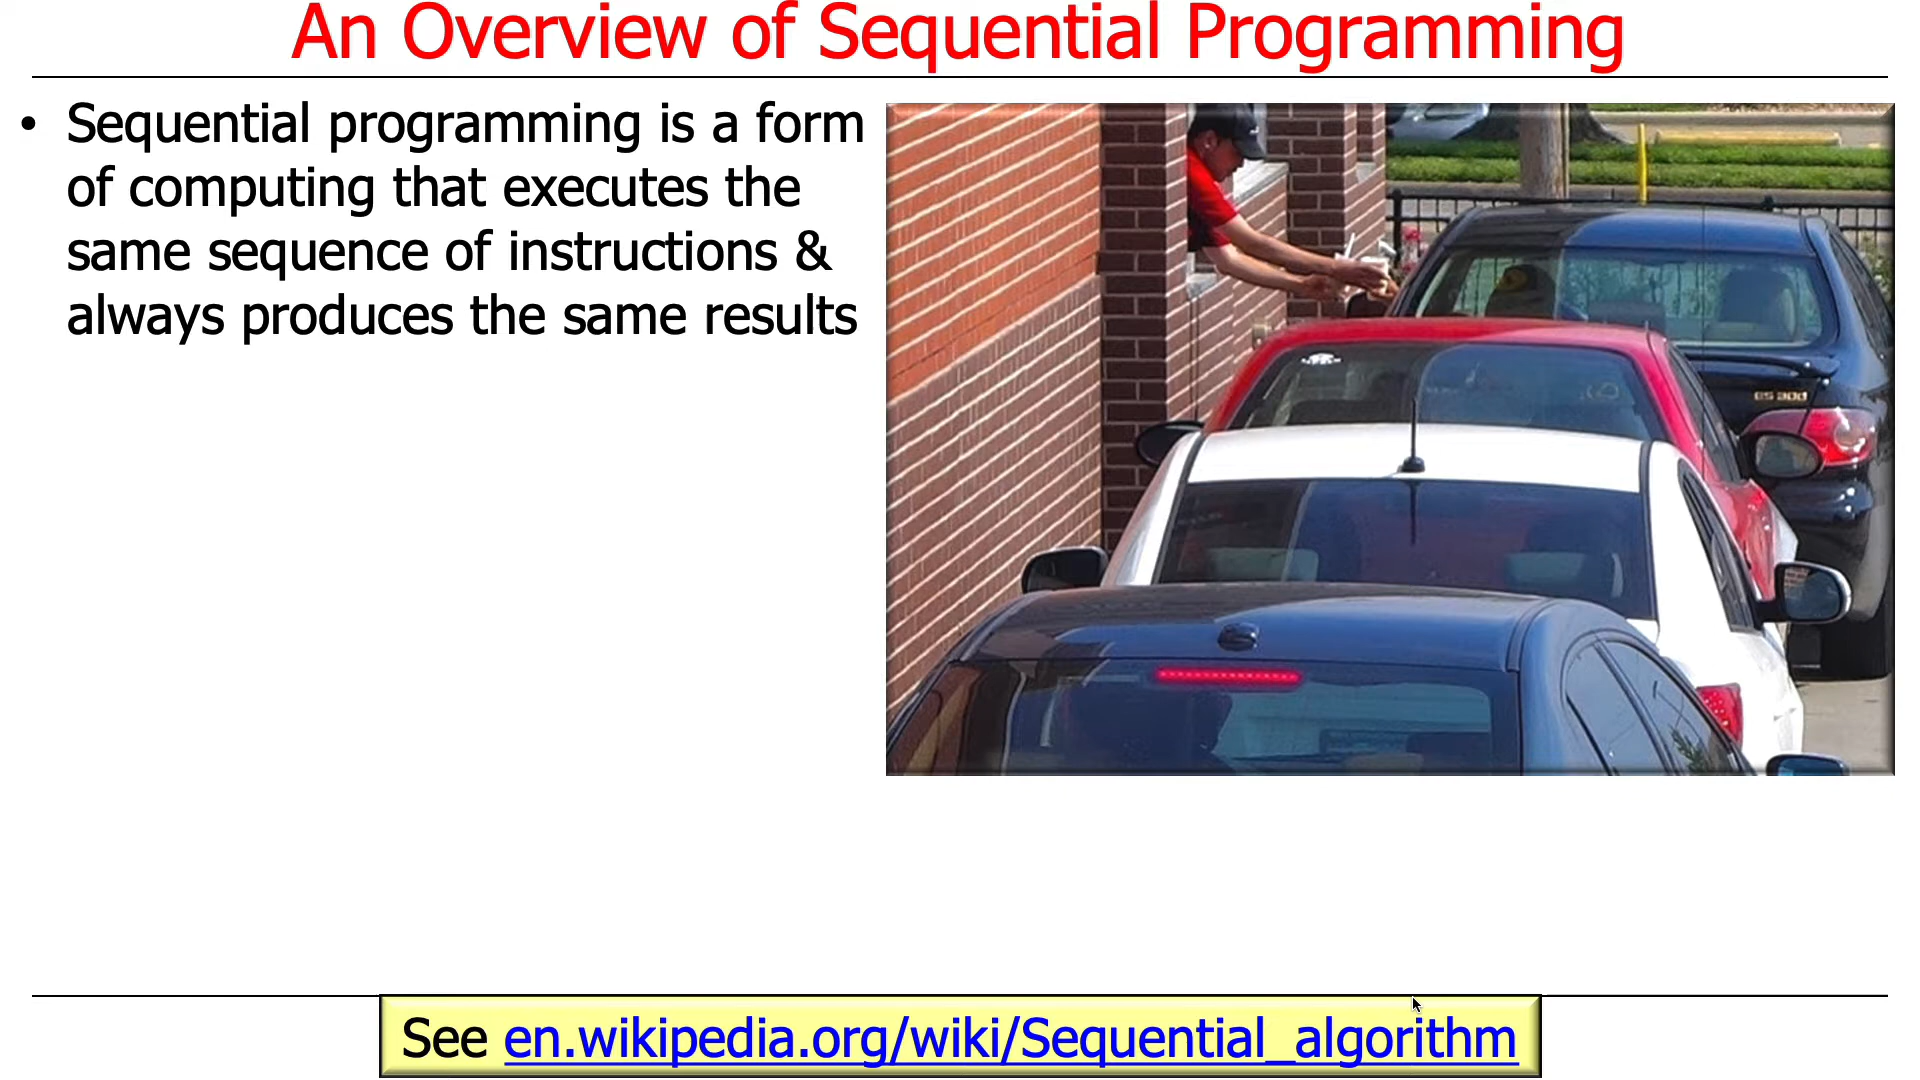 An Overview of Sequential Programming
• Sequential programming is a form
of computing that executes the
same sequence of instructions &
always produces the same results
See en.wikipedia.org/wiki/Sequential_algorithm